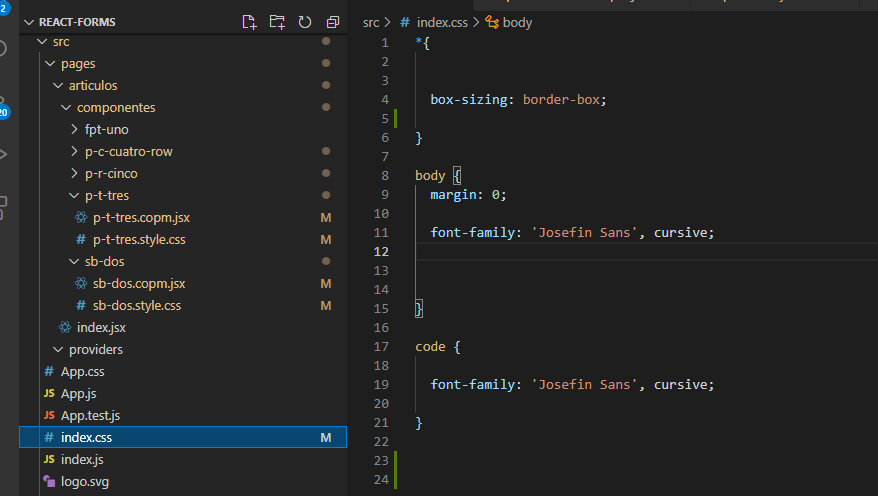 2
20
REACT-FORMS
src
pages
articulos
componentes
fpt-uno
p-c-cuatro-row
p-r-cinco
p-t-tres
p-t-tres.copm.jsx M
# p-t-tres.style.css M
sb-dos
sb-dos.copm.jsx M
# sb-dos.style.css M
index.jsx
providers
# App.css
JS App.js
JS App.test.js
# index.css M
JS index.js
logo.svg
src > # index.css > body
1 *{
2
3
4 box-sizing: border-box;
5
6 }
7
8 body {
9 margin: 0;
10
11 font-family: 'Josefin Sans', cursive;
12
13
14
15 }
16
17 code {
18
19 font-family: 'Josefin Sans', cursive;
20
21 }
22
23
24